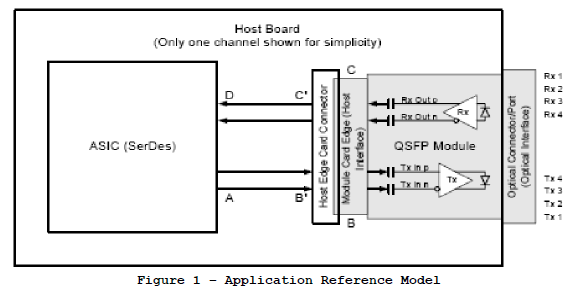 Host Board
(Only one channel shown for simplicity)
ASIC (SerDes)
D
C'
A
B'
Host Edge Card Connector
C
Module Card Edge (Host
Interface)
B
Rx Out p
Rx Out n
Rx
QSFP Module
Tx In p
Tx In n
Tx
Optical Connector/Port
(Optical Interface)
Rx 1
Rx 2
Rx 3
Rx 4
Tx 4
Tx 3
Tx 2
Tx 1
Figure 1 - Application Reference Model